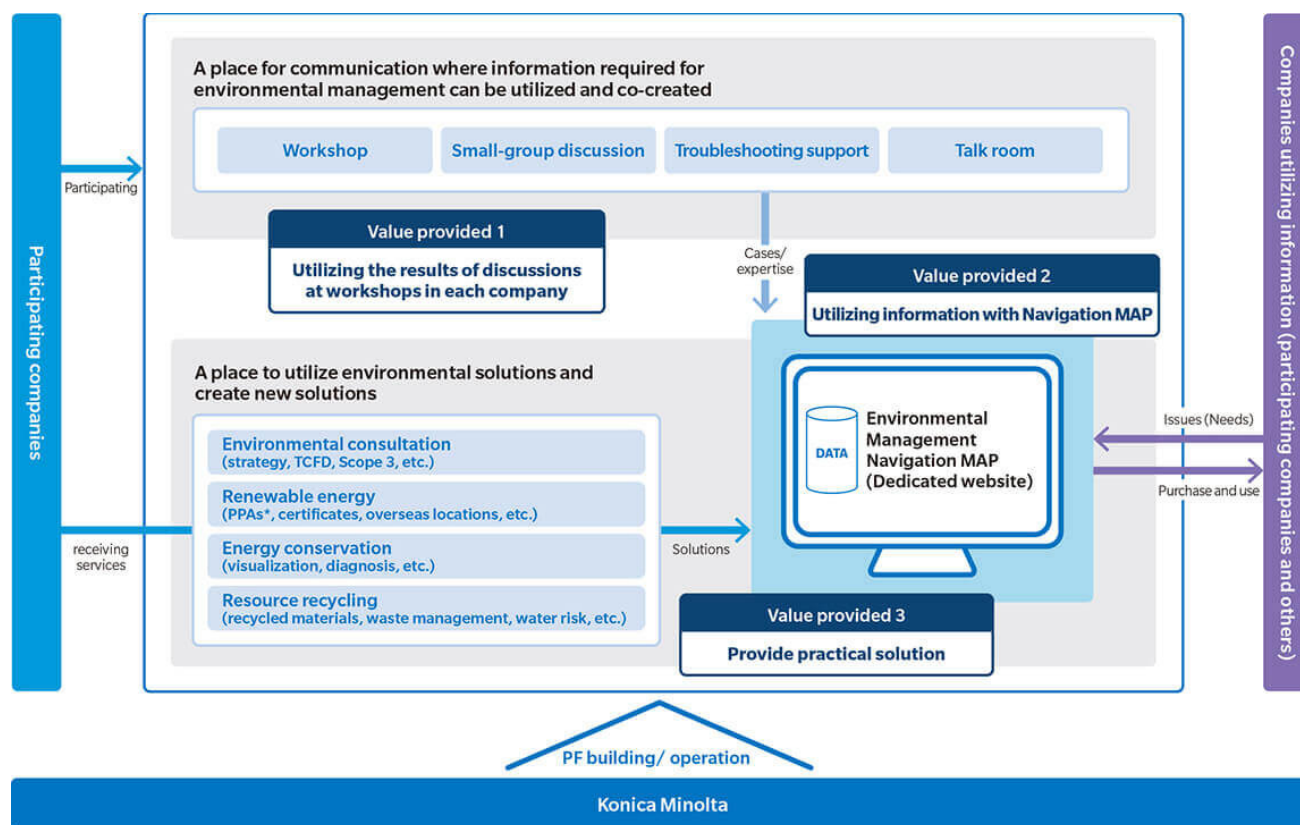 A place for communication where information required for
environmental management can be utilized and co-created
Workshop
Small-group discussion
Troubleshooting support
Talk room
Participating
Participating companies
Value provided 1
Utilizing the results of discussions
at workshops in each company
Cases/
expertise
Value provided 2
Utilizing information with Navigation MAP
A place to utilize environmental solutions and
create new solutions
Environmental consultation
(strategy, TCFD, Scope 3, etc.)
Renewable energy
(PPAs*, certificates, overseas locations, etc.)
Energy conservation
(visualization, diagnosis, etc.)
Resource recycling
(recycled materials, waste management, water risk, etc.)
receiving
services
Solutions
DATA
Environmental
Management
Navigation MAP
(Dedicated website)
Value provided 3
Provide practical solution
Issues (Needs)
Purchase and use
Companies utilizing information (participating companies and others)
PF building/ operation
Konica Minolta